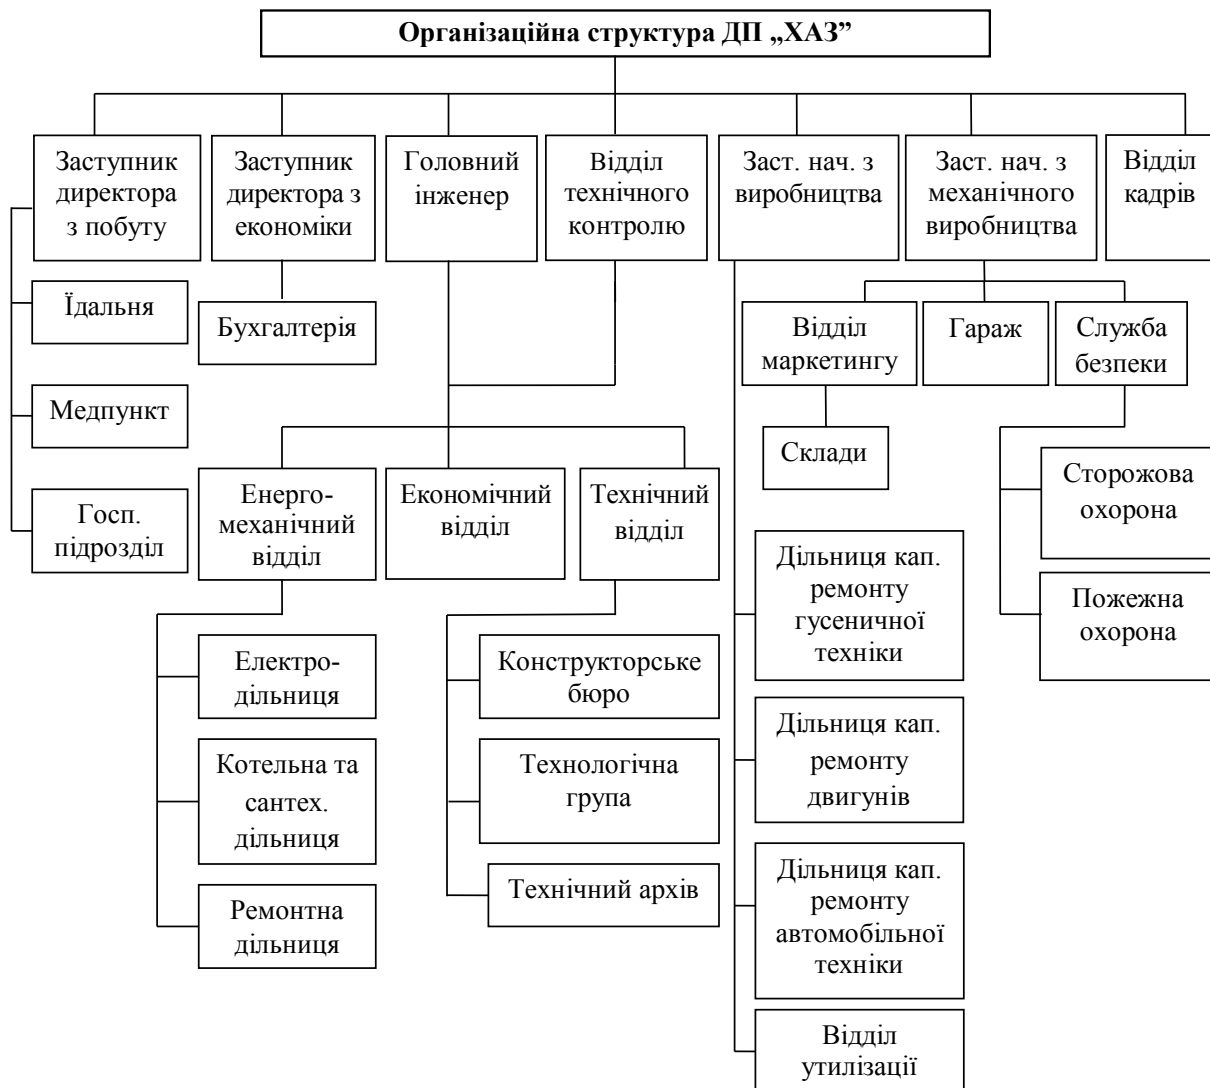 Організаційна структура ДП „ХАЗ”
Заступник
директора
з побуту
Заступник
директора з
економіки
Головний
інженер
Відділ
технічного
контролю
Заст. нач. з
виробництва
Заст. нач. з
механічного
виробництва
Відділ
кадрів
Їдальня
Медпункт
Госп.
підрозділ
Бухгалтерія
Відділ
маркетингу
Гараж
Служба
безпеки
Склади
Сторожова
охорона
Пожежна
охорона
Енерго-
механічний
відділ
Економічний
відділ
Технічний
відділ
Електро-
дільниця
Котельна та
сантех.
дільниця
Ремонтна
дільниця
Конструкторське
бюро
Технологічна
група
Технічний архів
Дільниця кап.
ремонту
гусеничної
техніки
Дільниця кап.
ремонту
двигунів
Дільниця кап.
ремонту
автомобільної
техніки
Відділ
утилізації